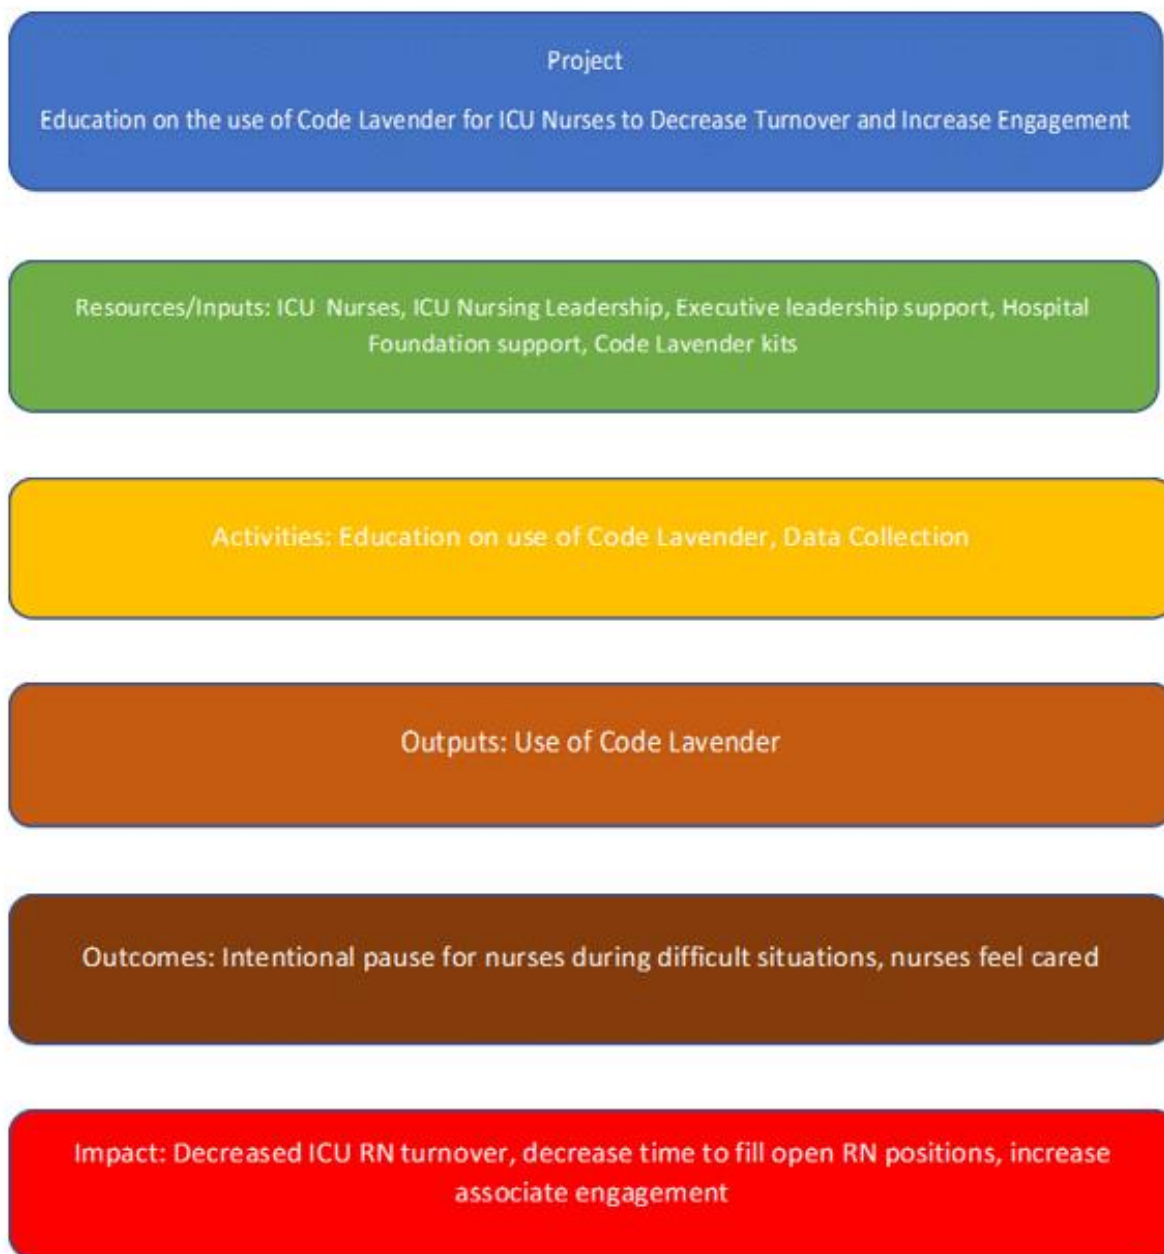 Project
Education on the use of Code Lavender for ICU Nurses to Decrease Turnover and Increase Engagement
Resources/Inputs: ICU Nurses, ICU Nursing Leadership, Executive leadership support, Hospital
Foundation support, Code Lavender kits
Activities: Education on use of Code Lavender, Data Collection
Outputs: Use of Code Lavender
Outcomes: Intentional pause for nurses during difficult situations, nurses feel cared
Impact: Decreased ICU RN turnover, decrease time to fill open RN positions, increase
associate engagement